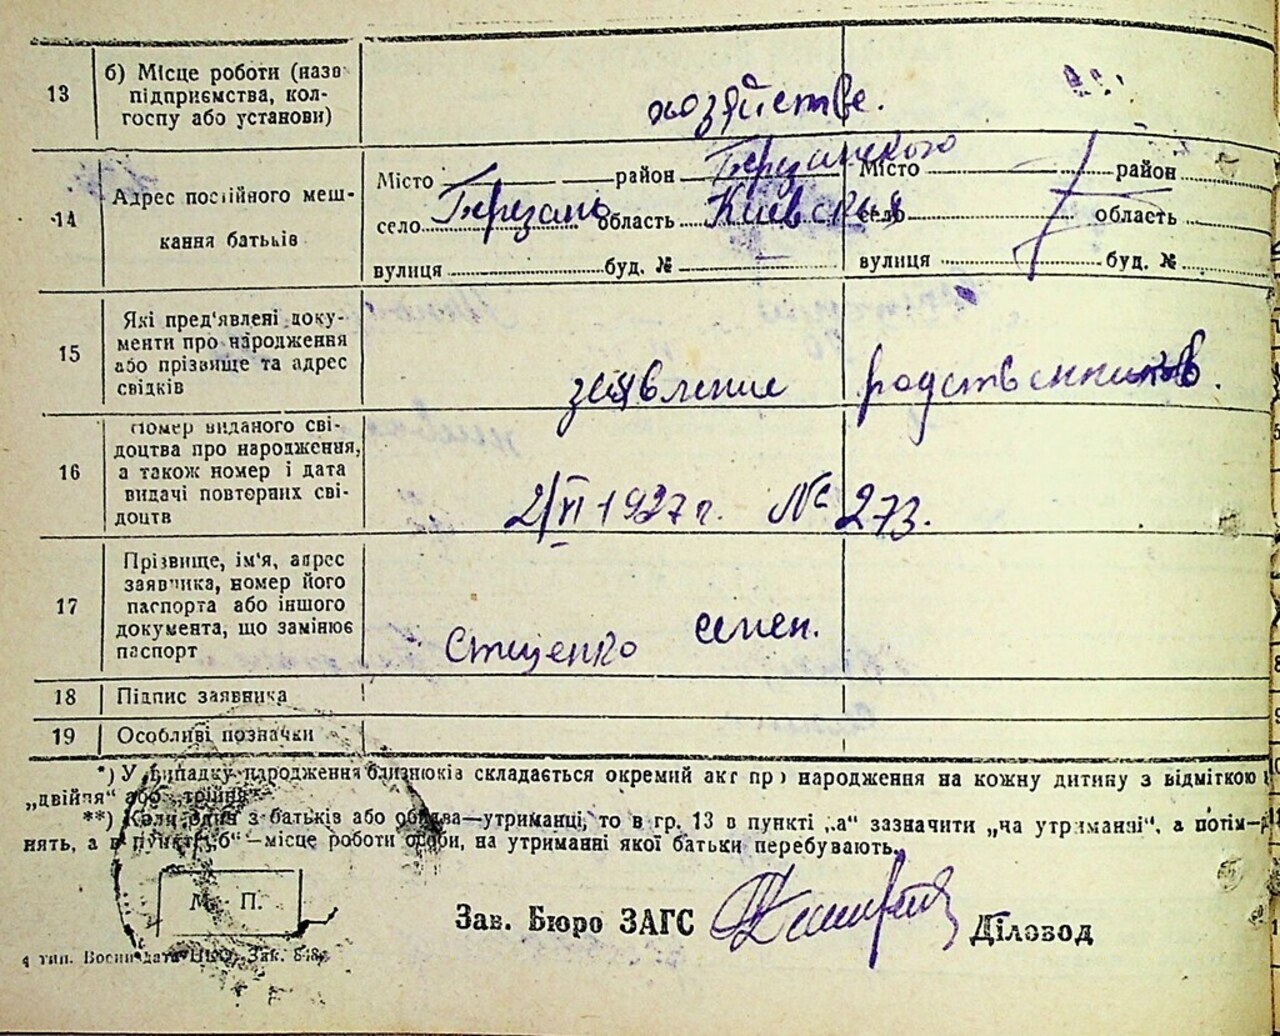 13
б) Місце роботи (назв
підприємства, кол-
госпу або установи)
хозяйстве.
14
Адрес постійного меш-
кання батьків
Місто район Березанского
село Березань область Киевская
вулиця буд. №
Місто район
село область
вулиця буд. №
15
Які пред'явлені доку-
менти про народження
або прізвище та адрес
свідків
заявление родственников.
16
Номер виданого сві-
доцтва про народження,
а також номер і дата
видачі повторних сві-
доцтв
2/VI 1937 г. № 273.
17
Прізвище, ім'я, адрес
заявника, номер його
паспорта або іншого
документа, що замінює
паспорт
Стиценко семен.
18
Підпис заявника
19
Особливі позначки
*) У випадку народження близнюків складається окремий акт про народження на кожну дитину з відміткою
„двійня“ або „трійня“.
**) Коли один з батьків або обидва—утриманці, то в гр. 13 в пункті „а“ зазначити „на утриманні“, а потім—
нять, а в пункті „б“—місце роботи особи, на утриманні якої батьки перебувають.
М. П.
Зав. Бюро ЗАГС Діловод